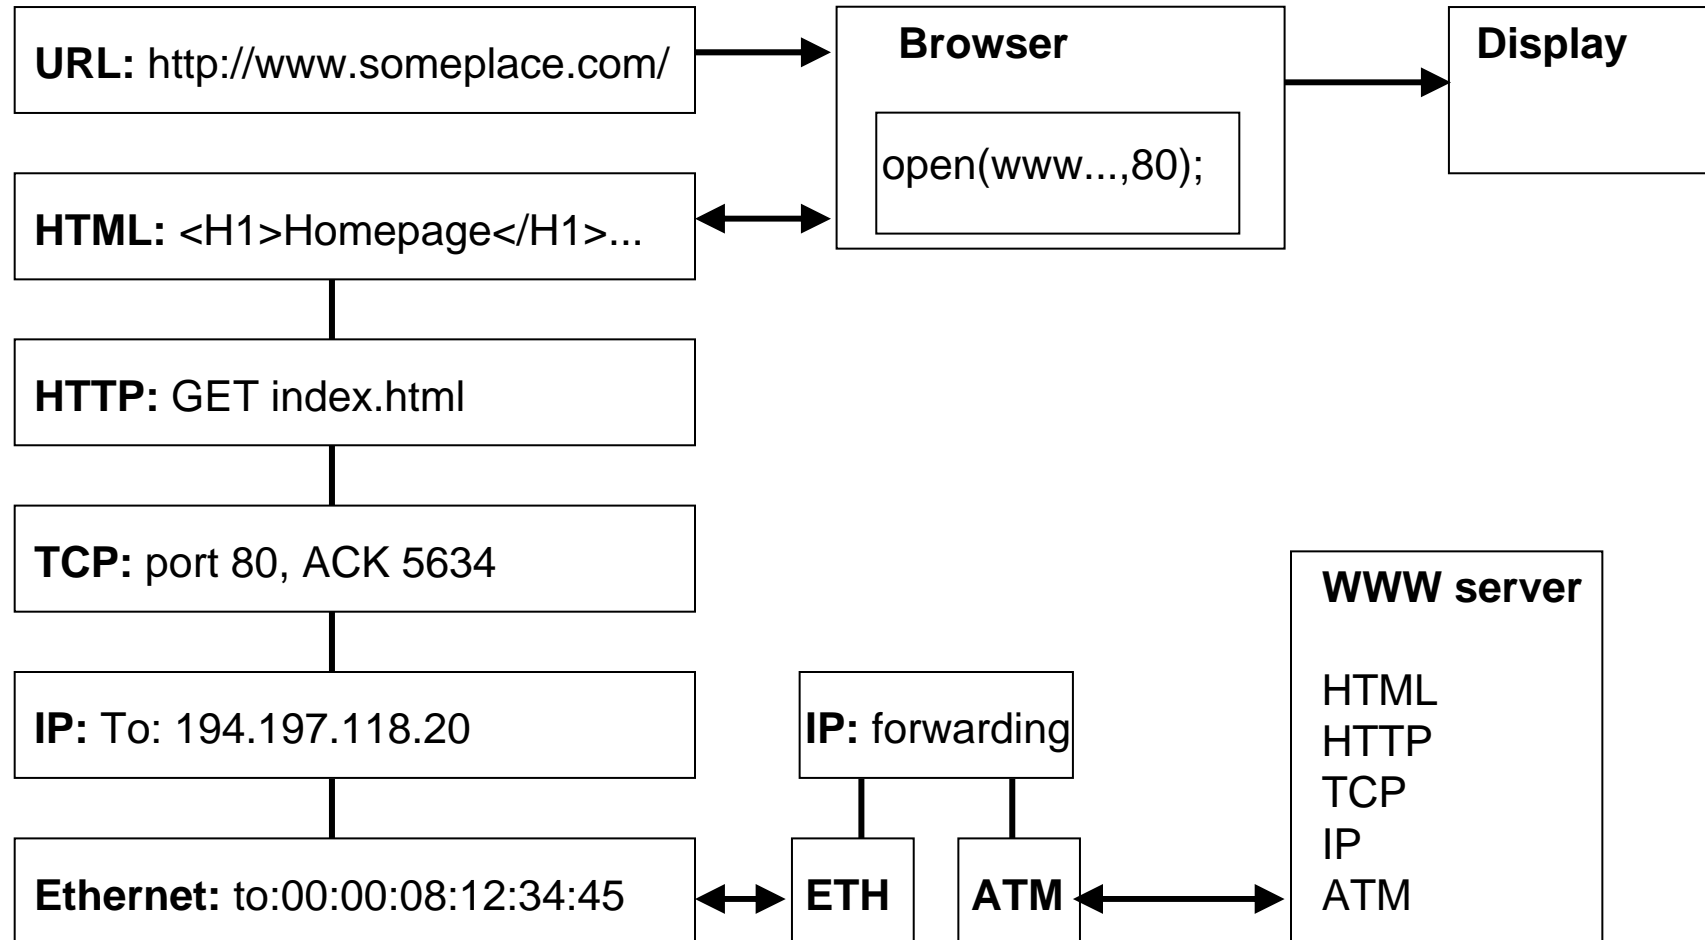 URL: http://www.someplace.com/
Browser
Display
open(www...,80);
HTML: <H1>Homepage</H1>...
HTTP: GET index.html
TCP: port 80, ACK 5634
WWW server
HTML
HTTP
TCP
IP
ATM
IP: To: 194.197.118.20
IP: forwarding
Ethernet: to:00:00:08:12:34:45
ETH
ATM